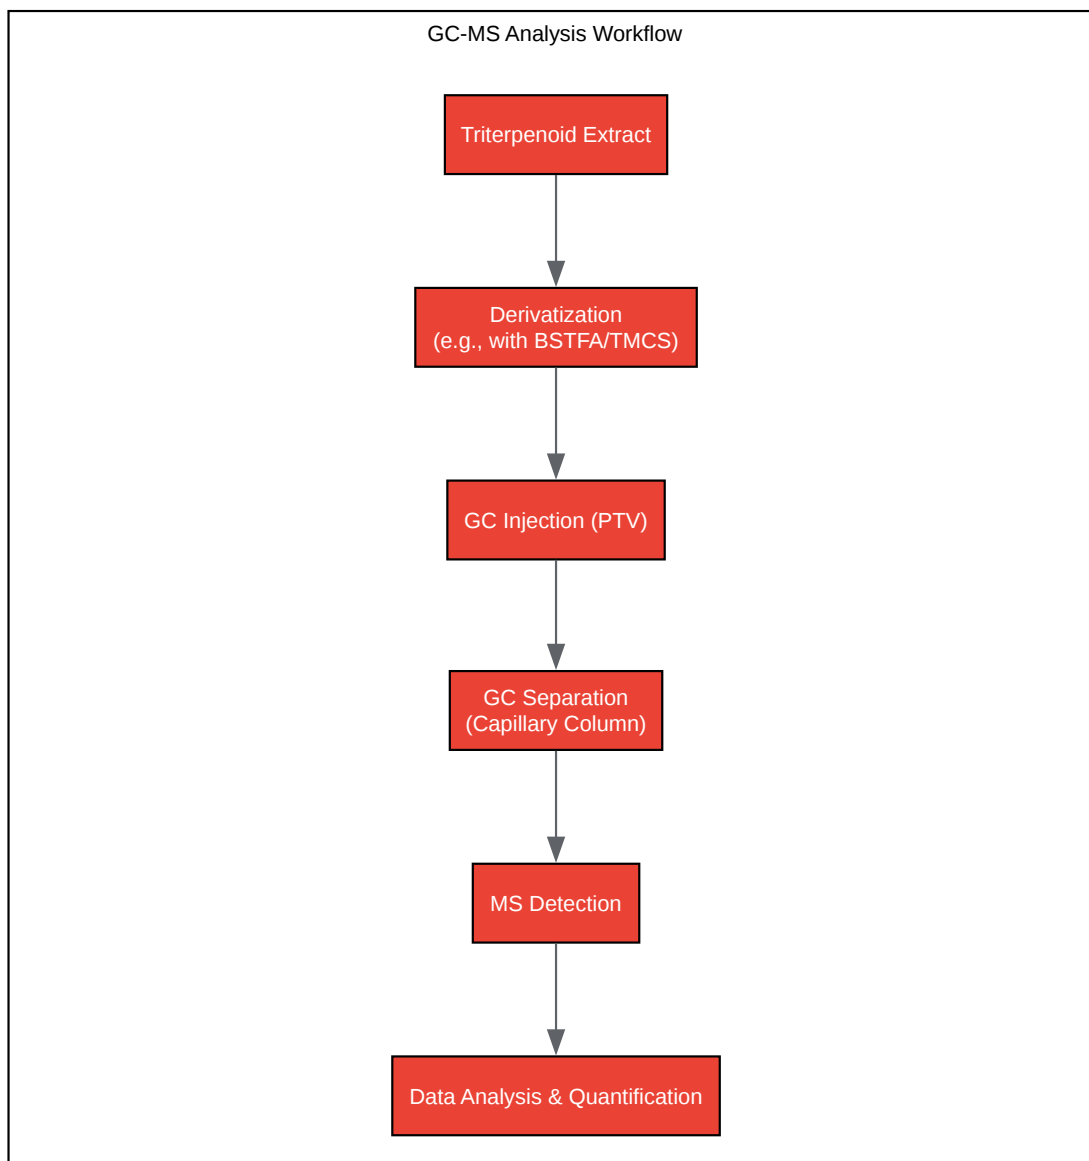 GC-MS Analysis Workflow
Triterpenoid Extract
Derivatization
(e.g., with BSTFA/TMCS)
GC Injection (PTV)
GC Separation
(Capillary Column)
MS Detection
Data Analysis & Quantification